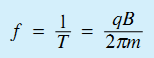 f = 1/T = qB/2πm